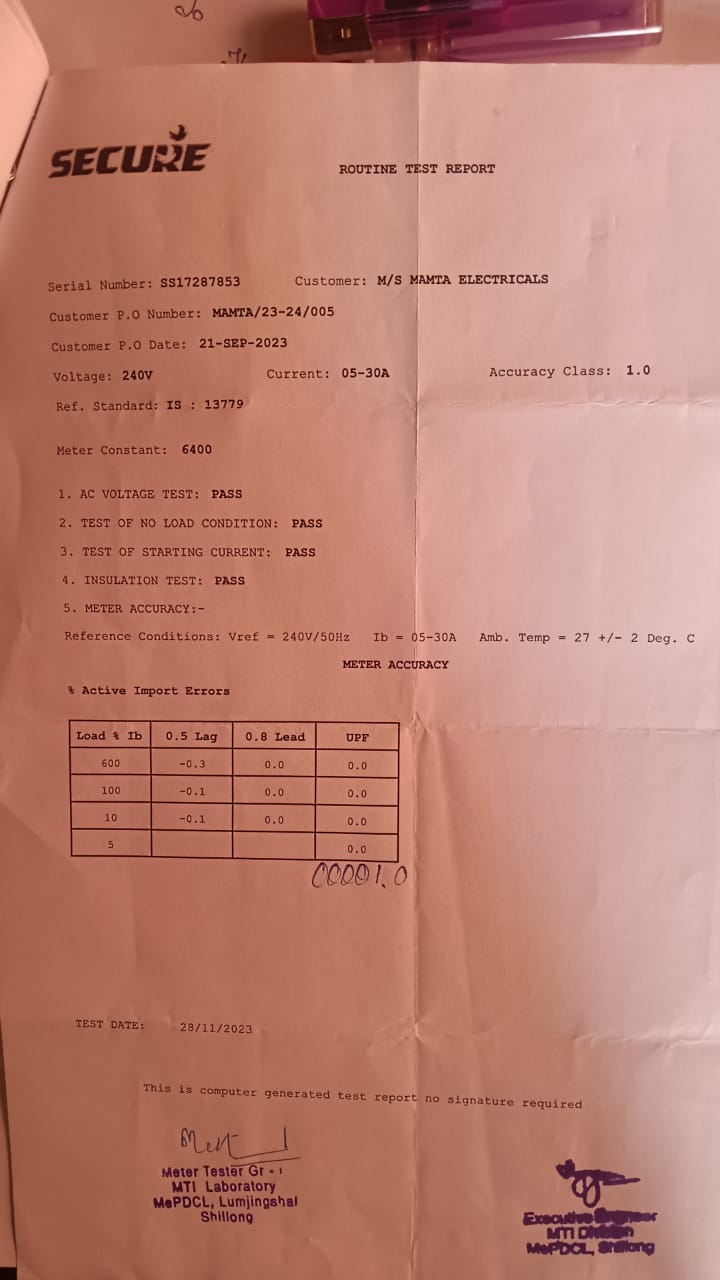 SECURE
ROUTINE TEST REPORT
Serial Number: SS17287853 Customer: M/S MAMTA ELECTRICALS
Customer P.O Number: MAMTA/23-24/005
Customer P.O Date: 21-SEP-2023
Voltage: 240V Current: 05-30A Accuracy Class: 1.0
Ref. Standard: IS : 13779
Meter Constant: 6400
1. AC VOLTAGE TEST: PASS
2. TEST OF NO LOAD CONDITION: PASS
3. TEST OF STARTING CURRENT: PASS
4. INSULATION TEST: PASS
5. METER ACCURACY:-
Reference Conditions: Vref = 240V/50Hz Ib = 05-30A Amb. Temp = 27 +/- 2 Deg. C
METER ACCURACY
% Active Import Errors
Load % Ib 0.5 Lag 0.8 Lead UPF
600 -0.3 0.0 0.0
100 -0.1 0.0 0.0
10 -0.1 0.0 0.0
5 0.0
00001.0
TEST DATE: 28/11/2023
This is computer generated test report no signature required
Meter Tester Gr - I
MTI Laboratory
MePDCL, Lumjingshai
Shillong
Executive Engineer
MTI Division
MePDCL, Shillong